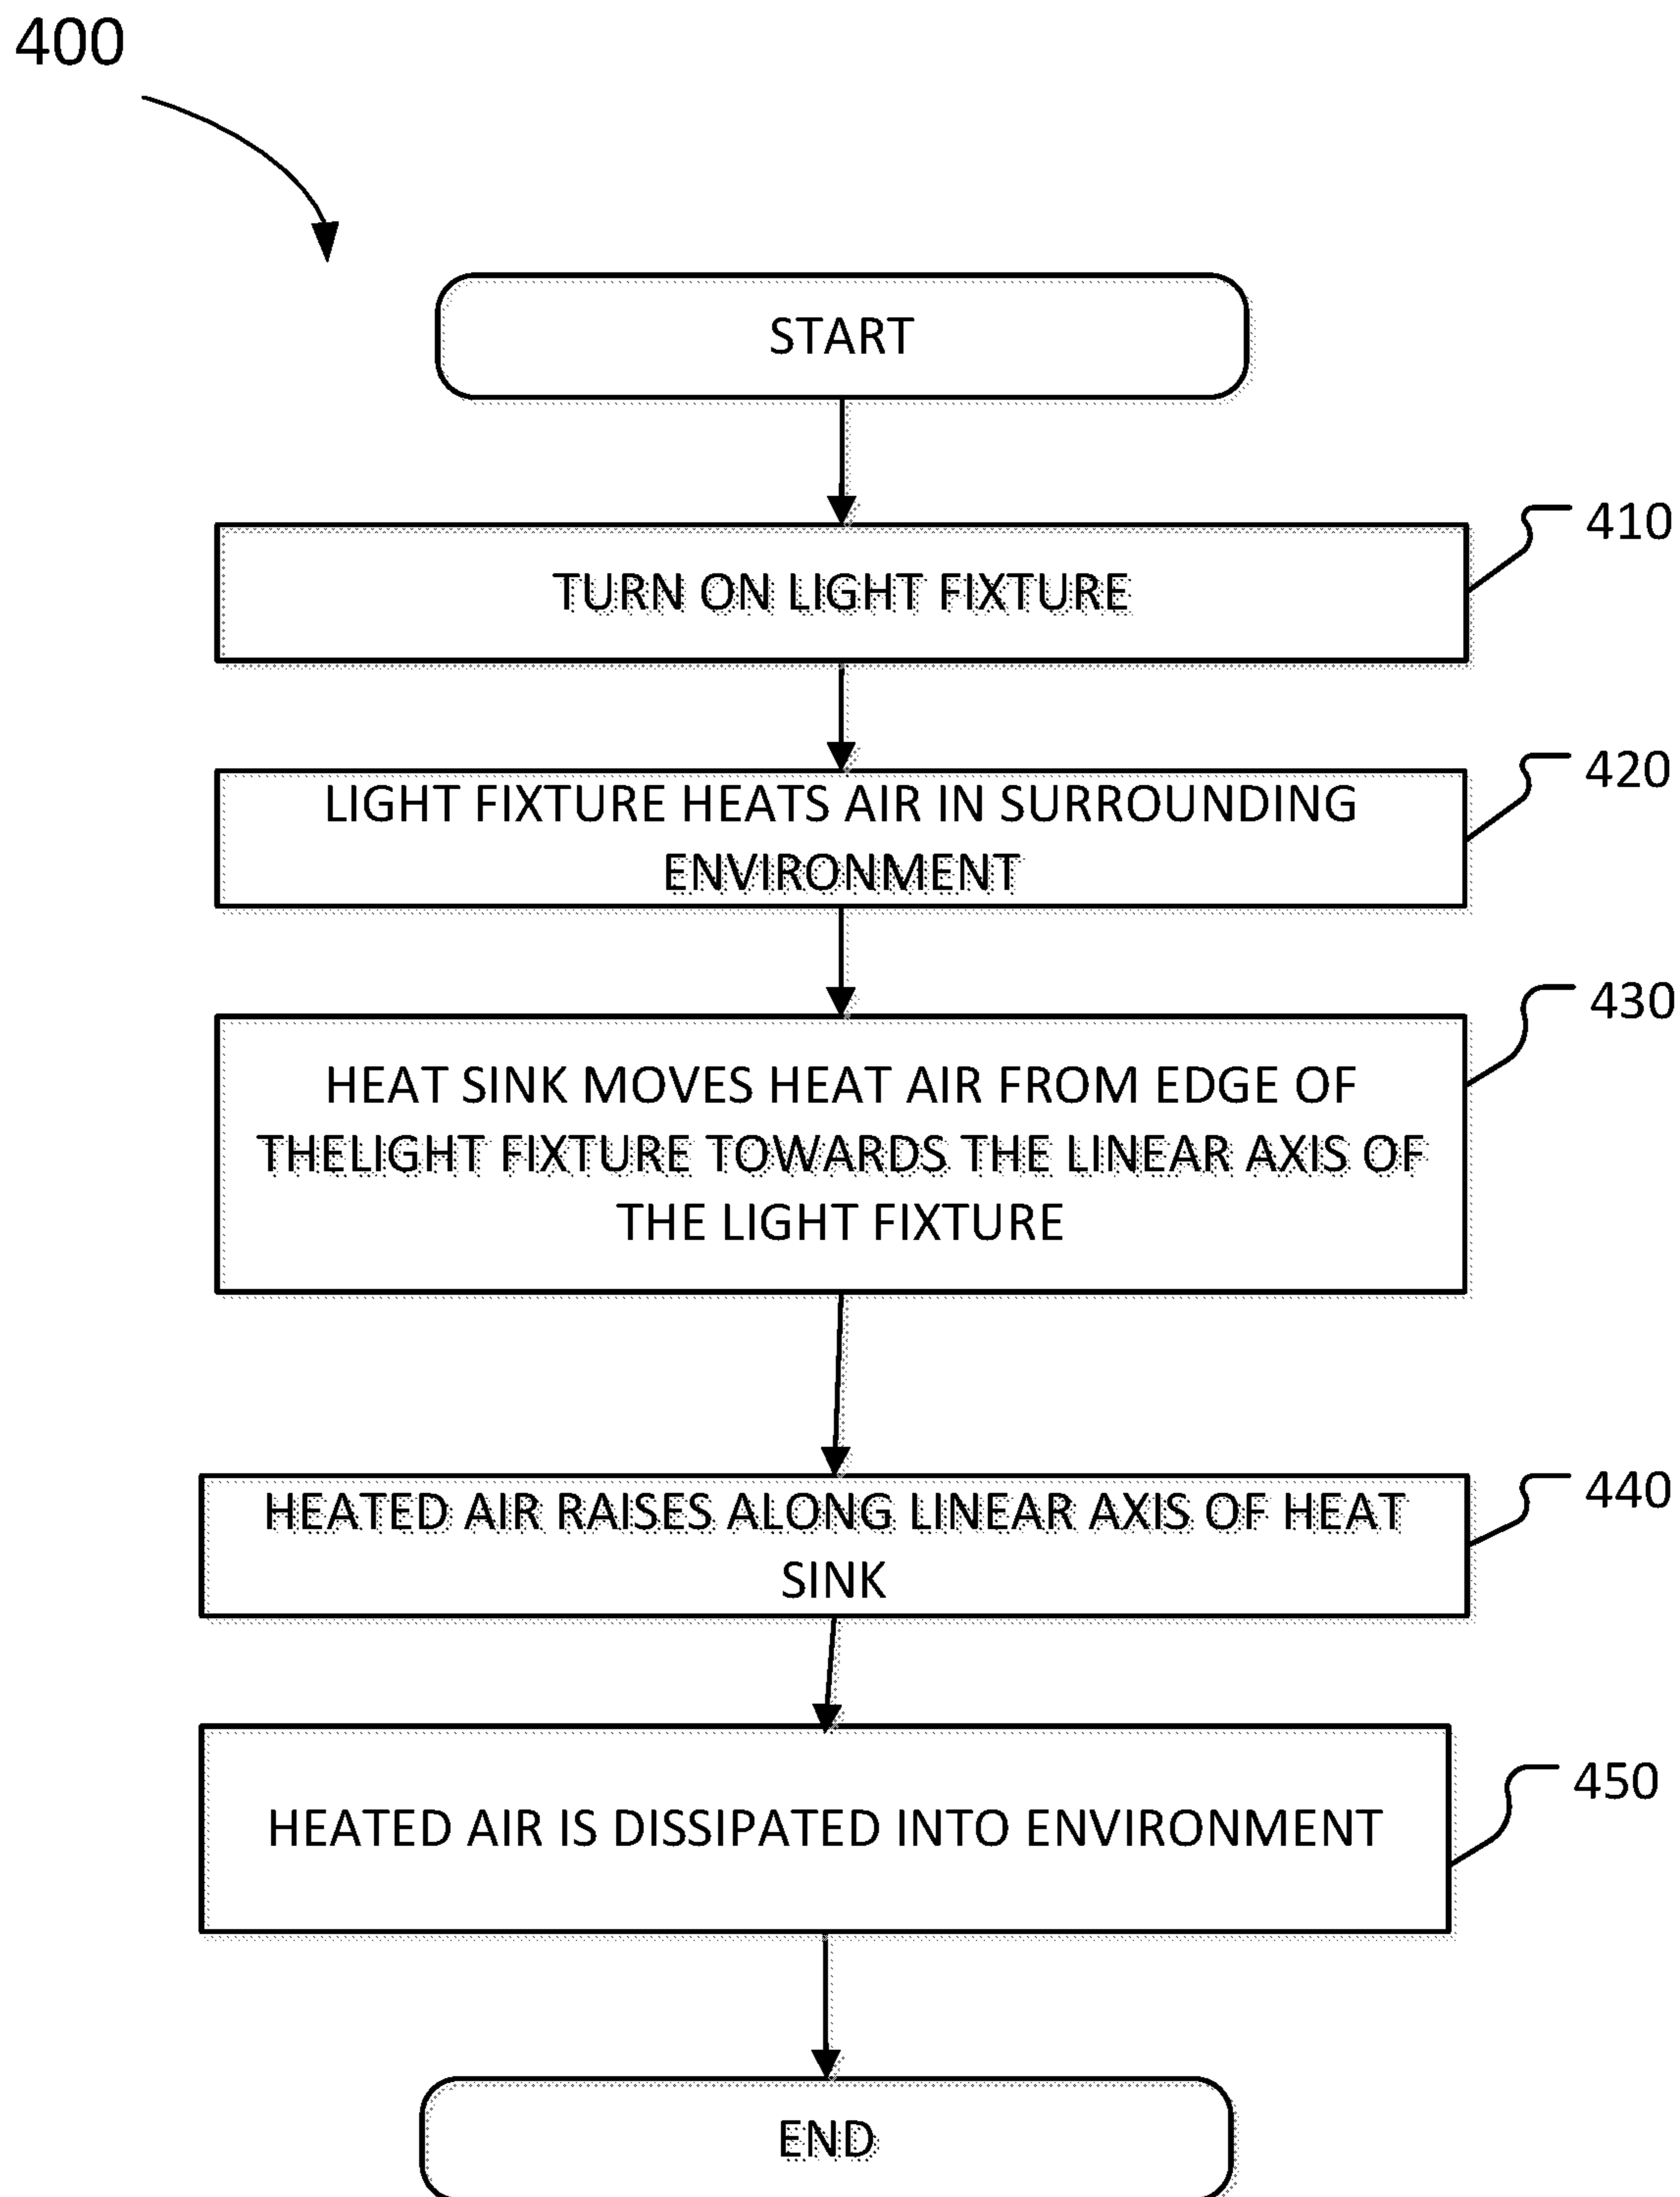 400
START
410
TURN ON LIGHT FIXTURE
420
LIGHT FIXTURE HEATS AIR IN SURROUNDING
ENVIRONMENT
430
HEAT SINK MOVES HEAT AIR FROM EDGE OF
THELIGHT FIXTURE TOWARDS THE LINEAR AXIS OF
THE LIGHT FIXTURE
440
HEATED AIR RAISES ALONG LINEAR AXIS OF HEAT
SINK
450
HEATED AIR IS DISSIPATED INTO ENVIRONMENT
END